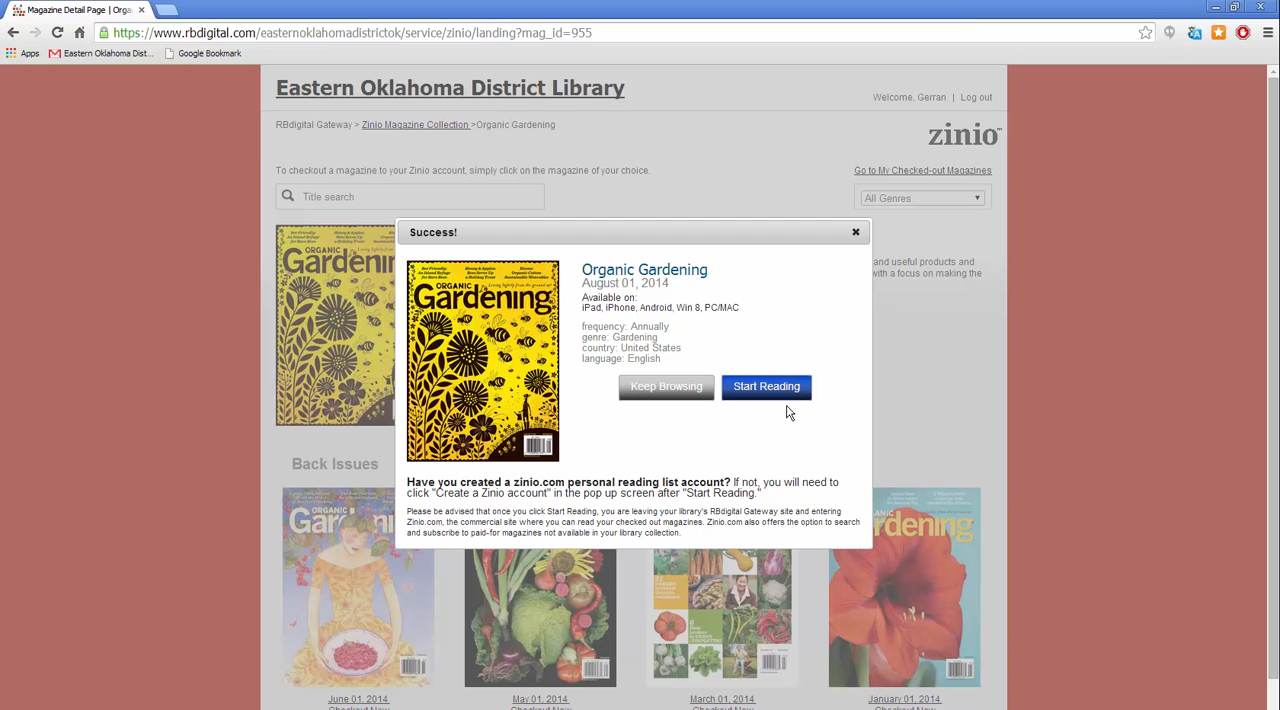 Magazine Detail Page | Orga
https://www.rbdigital.com/easternoklahomadistrictok/service/zinio/landing?mag_id=955
Apps
Eastern Oklahoma Dist...
Google Bookmark
Eastern Oklahoma District Library
Welcome, Gerran | Log out
RBdigital Gateway > Zinio Magazine Collection >Organic Gardening
zinio™
To checkout a magazine to your Zinio account, simply click on the magazine of your choice.
Go to My Checked-out Magazines
Title search
All Genres
Success!
ORGANIC
Gardening
and useful products and
with a focus on making the
ORGANIC
Gardening
Organic Gardening
August 01, 2014
Available on:
iPad, iPhone, Android, Win 8, PC/MAC
frequency: Annually
genre: Gardening
country: United States
language: English
Keep Browsing
Start Reading
Back Issues
Have you created a zinio.com personal reading list account? If not, you will need to
click "Create a Zinio account" in the pop up screen after "Start Reading."
Please be advised that once you click Start Reading, you are leaving your library's RBdigital Gateway site and entering
Zinio.com, the commercial site where you can read your checked out magazines. Zinio.com also offers the option to search
and subscribe to paid-for magazines not available in your library collection.
June 01, 2014
May 01, 2014
March 01, 2014
January 01, 2014